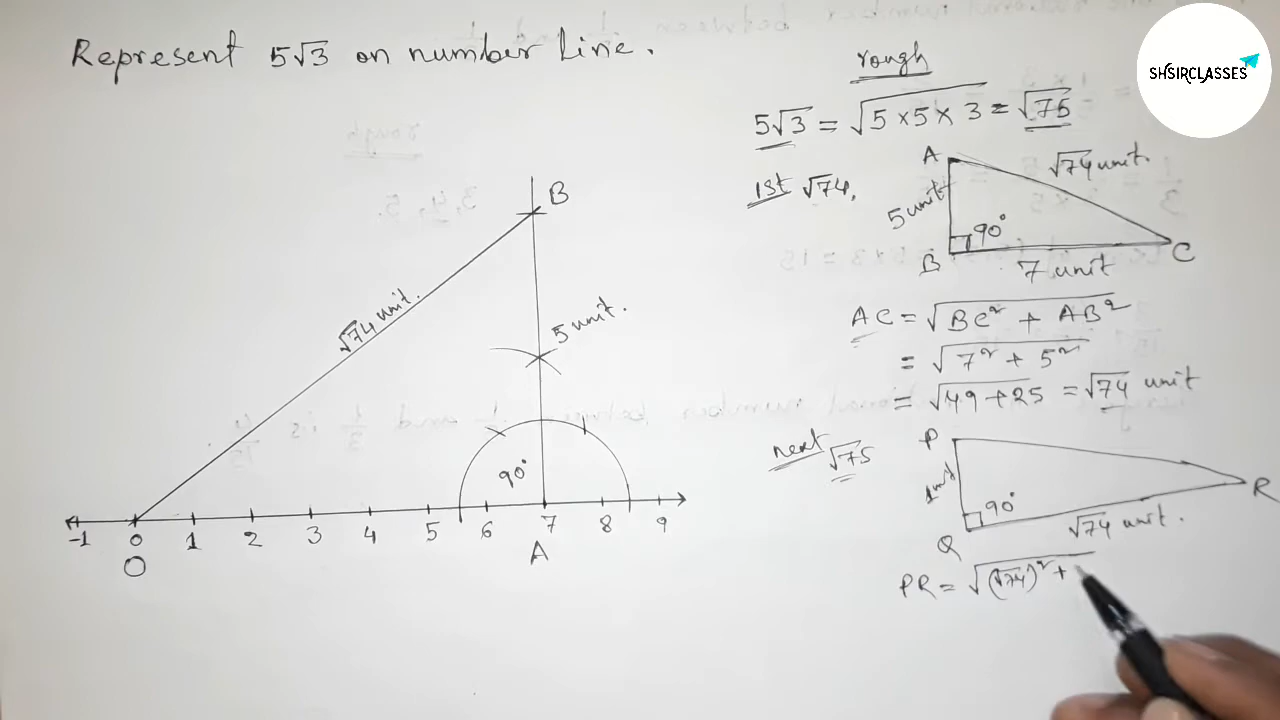 Represent 5√3 on number line.
SHSIRCLASSES
rough
5√3 = √5×5×3 = √75
1st √74,
A
√74 unit.
5 unit
90°
B
7 unit
C
AC = √BC² + AB²
= √7² + 5²
= √49+25 = √74 unit
next √75
P
1 unit
90°
R
Q
√74 unit.
PR = √(√74)² +
B
√74 unit.
5 unit.
90°
-1 0 1 2 3 4 5 6 7 8 9
O A